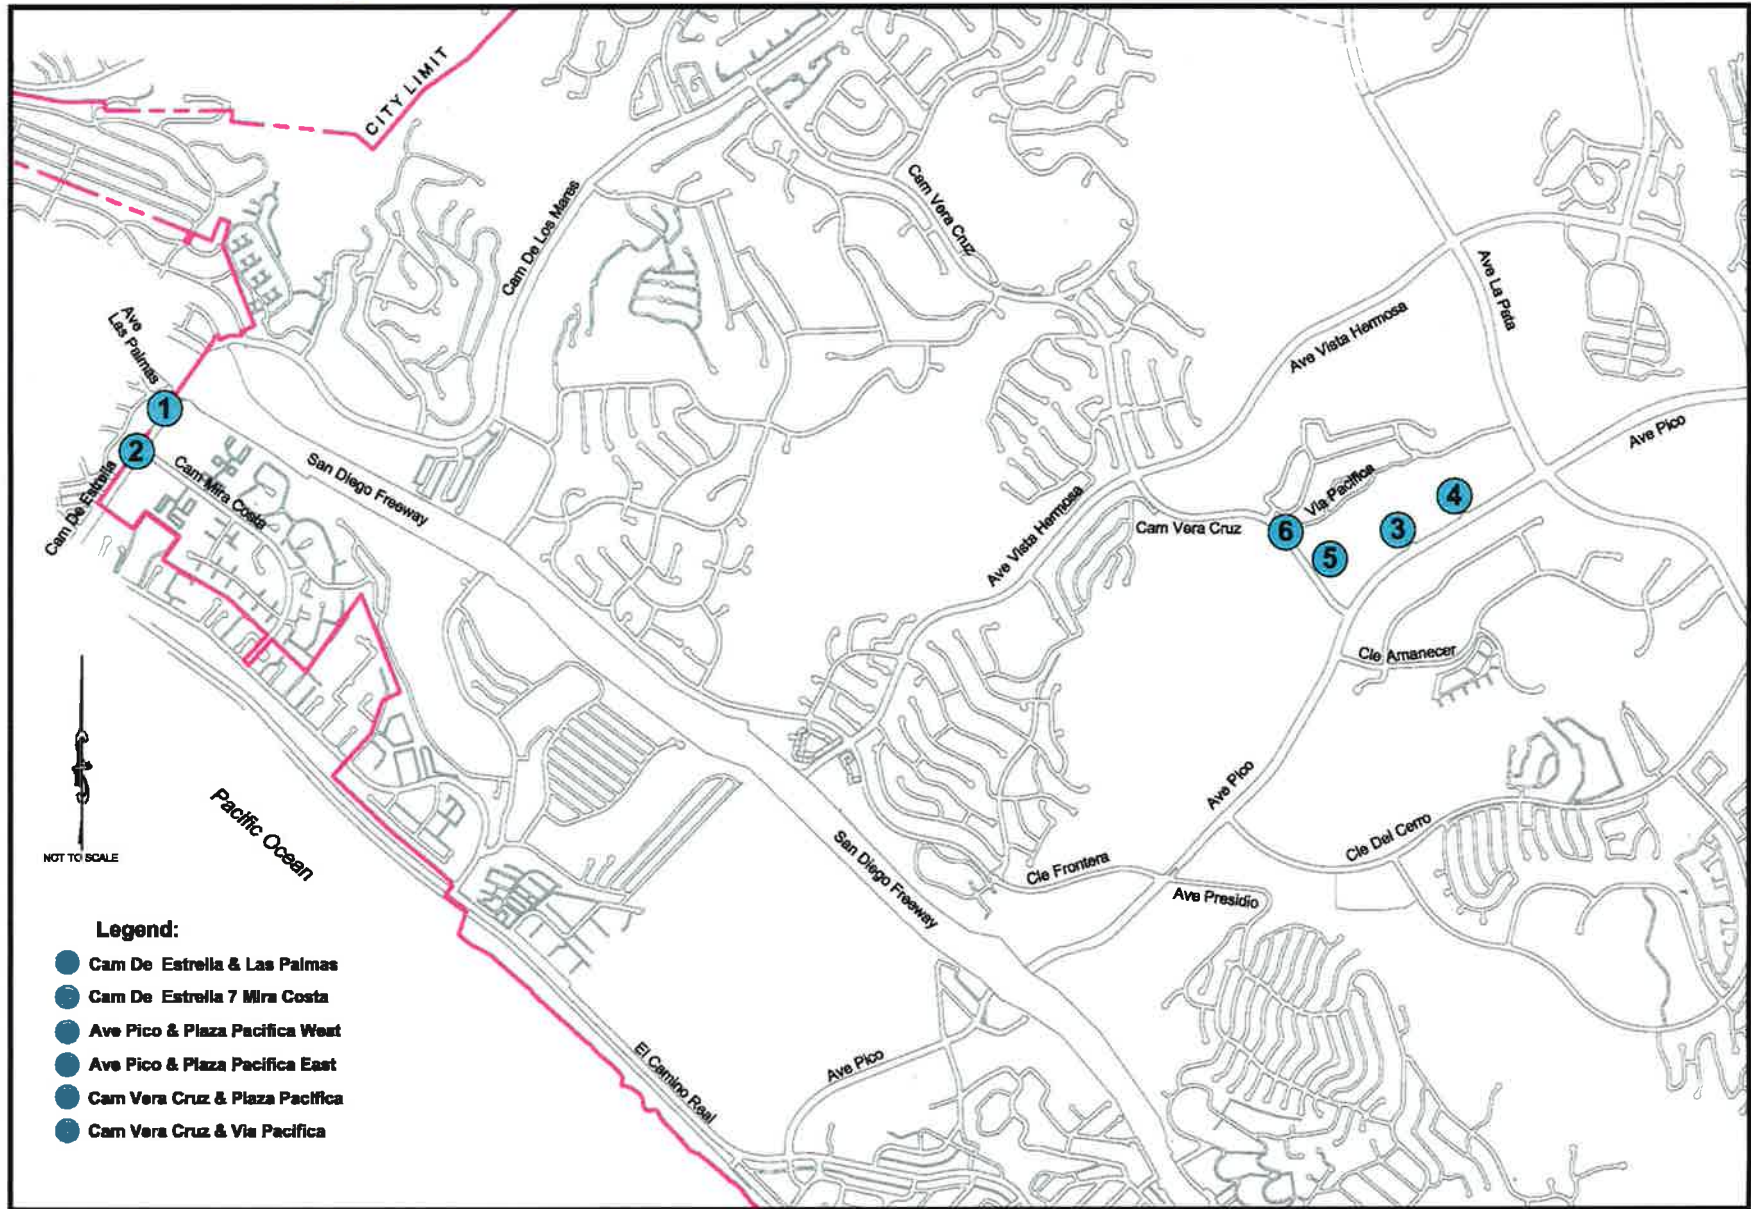 CITY LIMIT
Cam De Los Mares
Cam Vera Cruz
Ave La Pata
Ave Vista Hermosa
Ave
Las Palmas
1
2
Cam De Estrella
Cam Mira Costa
San Diego Freeway
Ave Pico
Via Pacifica
4
3
6
5
Cam Vera Cruz
Ave Vista Hermosa
Cle Amanecer
Ave Pico
Cle Del Cerro
Cle Frontera
Ave Presidio
San Diego Freeway
Pacific Ocean
NOT TO SCALE
El Camino Real
Ave Pico
Legend:
Cam De Estrella & Las Palmas
Cam De Estrella 7 Mira Costa
Ave Pico & Plaza Pacifica West
Ave Pico & Plaza Pacifica East
Cam Vera Cruz & Plaza Pacifica
Cam Vera Cruz & Via Pacifica